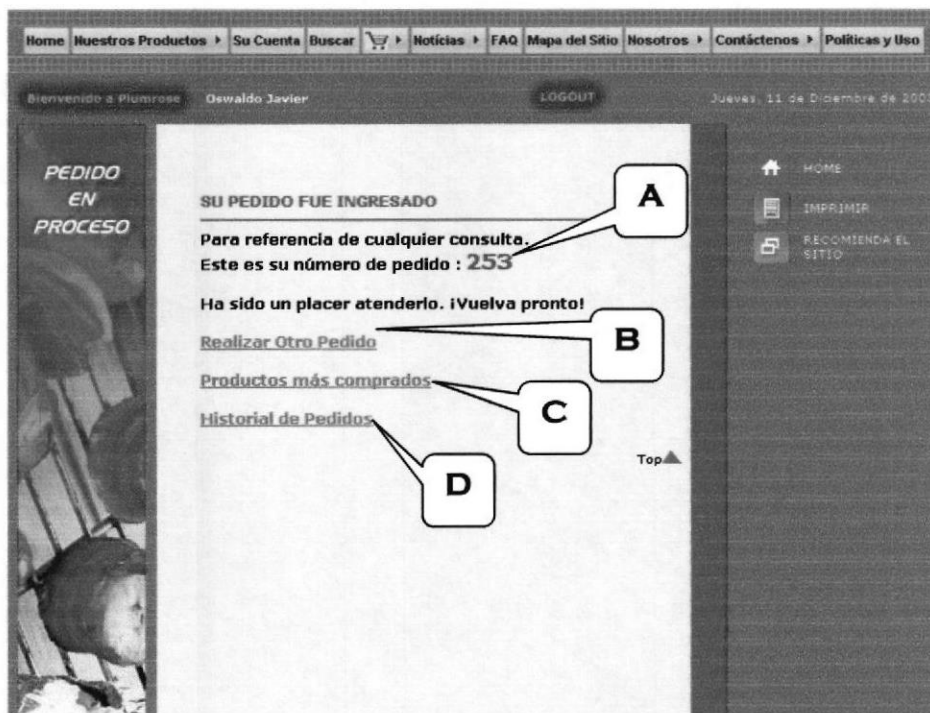 Home Nuestros Productos Su Cuenta Buscar Noticias FAQ Mapa del Sitio Nosotros Contáctenos Políticas y Uso
Bienvenido a Plumrose Oswaldo Javier LOGOUT Jueves, 11 de Diciembre de
PEDIDO
EN
PROCESO
SU PEDIDO FUE INGRESADO
Para referencia de cualquier consulta.
Este es su número de pedido : 253
Ha sido un placer atenderlo. ¡Vuelva pronto!
Realizar Otro Pedido
Productos más comprados
Historial de Pedidos
Top
A
B
C
D
HOME
IMPRIMIR
RECOMIENDA EL
SITIO